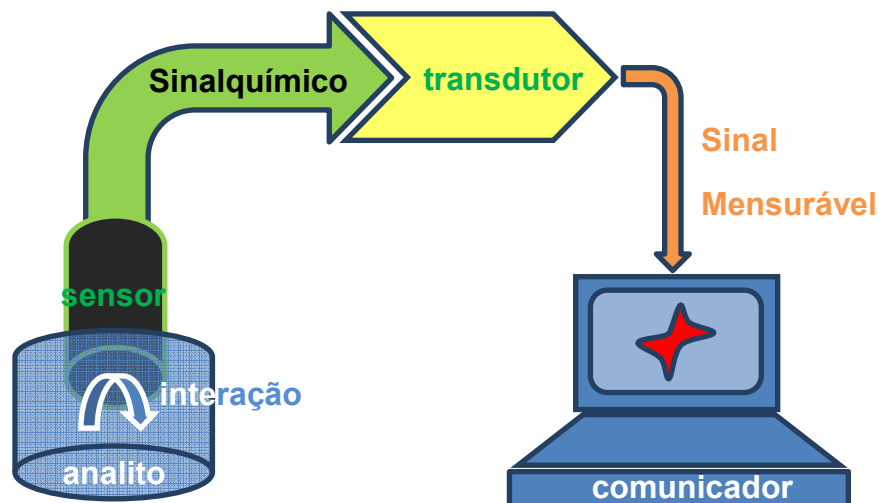 Sinalquímico
transdutor
Sinal
Mensurável
sensor
interação
analito
comunicador